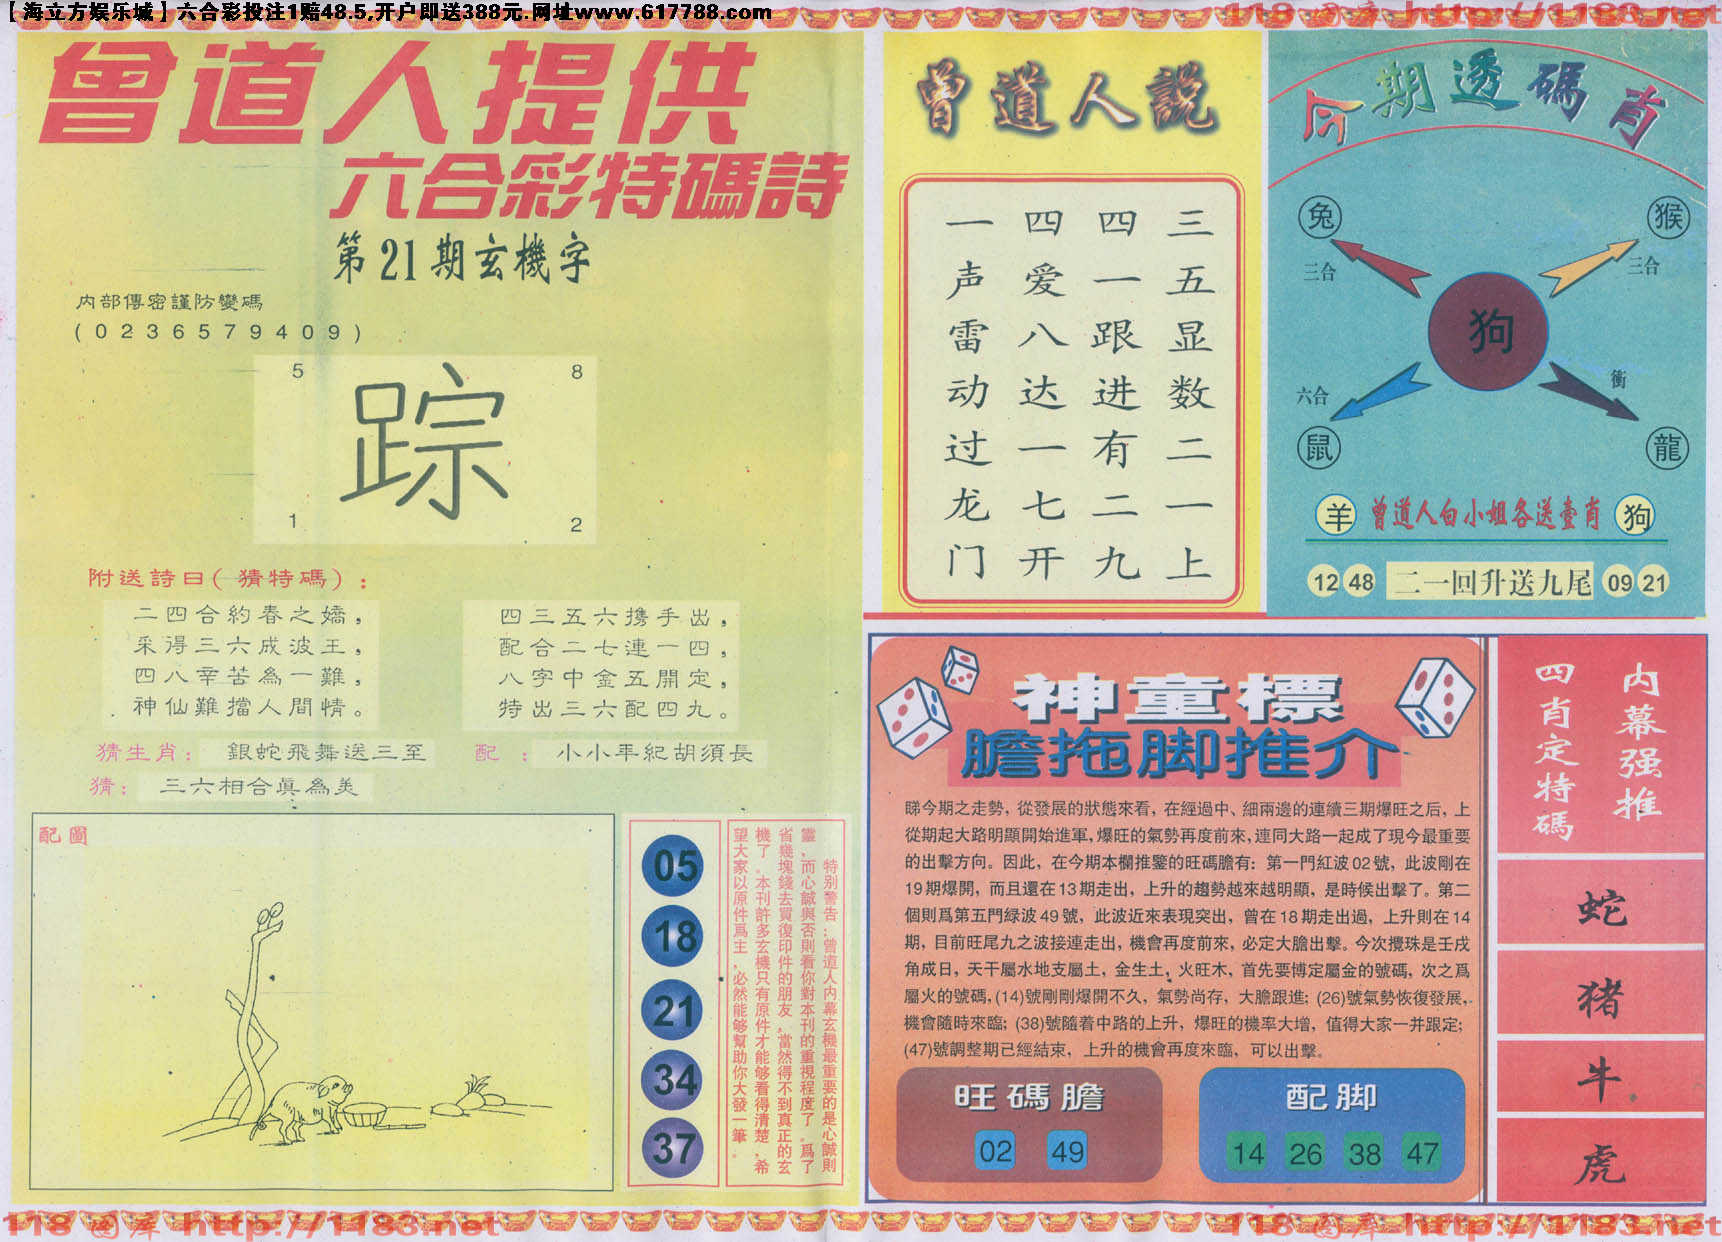 【海立方娱乐城】六合彩投注1赔48.5,开户即送388元.网址www.617788.com
118 图库 http://1183.net
曾道人提供
六合彩特碼詩
第21期玄機字
内部傳密謹防變碼
(0236579409)
5
8
踪
1
2
附送詩曰(猜特碼)：
二四合約春之嬌，
采得三六成波王，
四八辛苦為一難，
神仙難擋人間情。
四三五六携手出，
配合二七連一四，
八字中金五開定，
特出三六配四九。
猜生肖： 銀蛇飛舞送三至
配 ： 小小年紀胡須長
猜： 三六相合真為美
配圖
05
18
21
34
37
特别警告：曾道人内幕玄機最重要的是心誠則
靈，而心誠與否則看你對本刊的重視程度了。爲了
省幾塊錢去買復印件的朋友，當然得不到真正的玄
機了。本刊許多玄機只有原件才能够看得清楚，希
望大家以原件爲主，必然能够幫助你大發一筆。
曾道人説
三五显数二一上
四一跟进有二九
四爱八达一七开
一声雷动过龙门
今期透碼肖
兔
猴
三合
三合
狗
六合
衝
鼠
龍
羊
曾道人白小姐各送壹肖
狗
12 48
二一回升送九尾
09 21
神童標
膽拖脚推介
睇今期之走勢，從發展的狀態來看，在經過中、細兩邊的連續三期爆旺之后，上
從期起大路明顯開始進軍，爆旺的氣勢再度前來，連同大路一起成了現今最重要
的出擊方向。因此，在今期本欄推鑒的旺碼膽有：第一門紅波02號，此波剛在
19期爆開，而且還在13期走出，上升的趨勢越來越明顯，是時候出擊了。第二
個則爲第五門緑波49號，此波近來表現突出，曾在18期走出過，上升則在14
期，目前旺尾九之波接連走出，機會再度前來，必定大膽出擊。今次攪珠是壬戌
角成日，天干屬水地支屬土，金生土，火旺木，首先要博定屬金的號碼，次之爲
屬火的號碼，(14)號剛剛爆開不久，氣勢尚存，大膽跟進；(26)號氣勢恢復發展，
機會隨時來臨；(38)號隨着中路的上升，爆旺的機率大增，值得大家一并跟定；
(47)號調整期已經結束，上升的機會再度來臨，可以出擊。
旺碼膽
02 49
配脚
14 26 38 47
内幕强推
四肖定特碼
蛇
猪
牛
虎
118 图库 http://1183.net
118 图库 http://1183.net